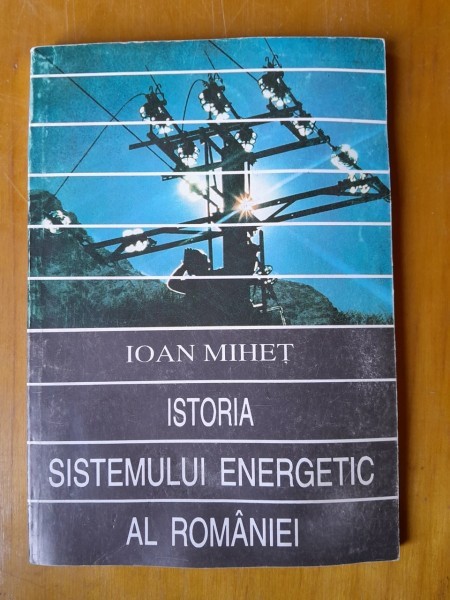 IOAN MIHEȚ
ISTORIA
SISTEMULUI ENERGETIC
AL ROMÂNIEI